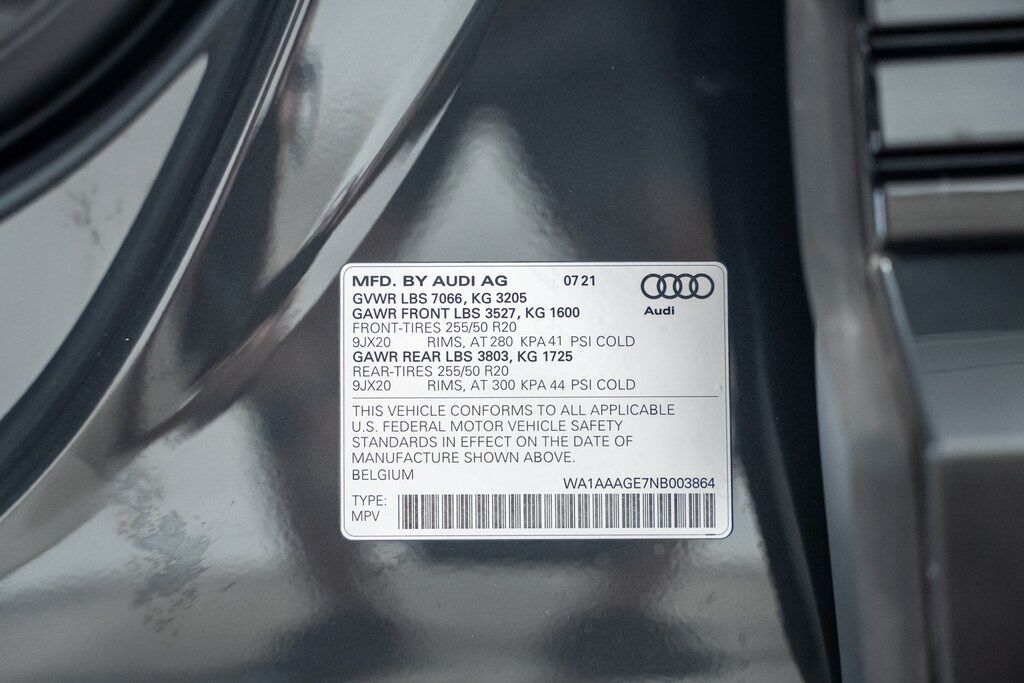 MFD. BY AUDI AG 07 21
GVWR LBS 7066, KG 3205
GAWR FRONT LBS 3527, KG 1600
FRONT-TIRES 255/50 R20
9JX20 RIMS, AT 280 KPA 41 PSI COLD
GAWR REAR LBS 3803, KG 1725
REAR-TIRES 255/50 R20
9JX20 RIMS, AT 300 KPA 44 PSI COLD
Audi
THIS VEHICLE CONFORMS TO ALL APPLICABLE
U.S. FEDERAL MOTOR VEHICLE SAFETY
STANDARDS IN EFFECT ON THE DATE OF
MANUFACTURE SHOWN ABOVE.
BELGIUM
WA1AAAGE7NB003864
TYPE:
MPV